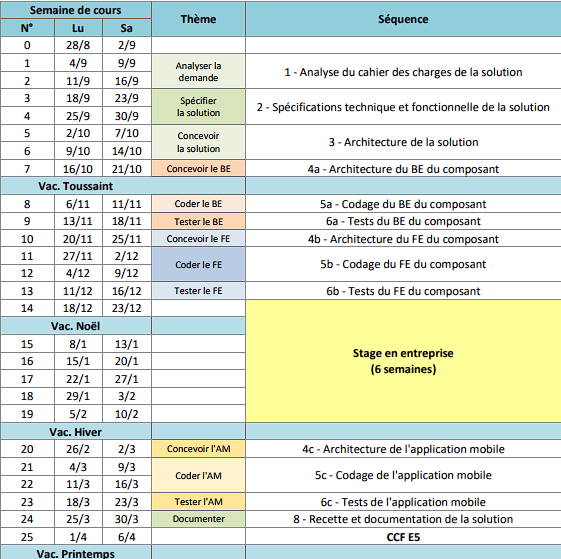 Semaine de cours Thème Séquence
N° Lu Sa
0 28/8 2/9
1 4/9 9/9 Analyser la demande 1 - Analyse du cahier des charges de la solution
2 11/9 16/9
3 18/9 23/9 Spécifier la solution 2 - Spécifications technique et fonctionnelle de la solution
4 25/9 30/9
5 2/10 7/10 Concevoir la solution 3 - Architecture de la solution
6 9/10 14/10
7 16/10 21/10 Concevoir le BE 4a - Architecture du BE du composant
Vac. Toussaint
8 6/11 11/11 Coder le BE 5a - Codage du BE du composant
9 13/11 18/11 Tester le BE 6a - Tests du BE du composant
10 20/11 25/11 Concevoir le FE 4b - Architecture du FE du composant
11 27/11 2/12 Coder le FE 5b - Codage du FE du composant
12 4/12 9/12
13 11/12 16/12 Tester le FE 6b - Tests du FE du composant
14 18/12 23/12
Vac. Noël
15 8/1 13/1
Stage en entreprise
16 15/1 20/1
(6 semaines)
17 22/1 27/1
18 29/1 3/2
19 5/2 10/2
Vac. Hiver
20 26/2 2/3 Concevoir l'AM 4c - Architecture de l'application mobile
21 4/3 9/3 Coder l'AM 5c - Codage de l'application mobile
22 11/3 16/3
23 18/3 23/3 Tester l'AM 6c - Tests de l'application mobile
24 25/3 30/3 Documenter 8 - Recette et documentation de la solution
25 1/4 6/4 CCF E5
Vac. Printemps